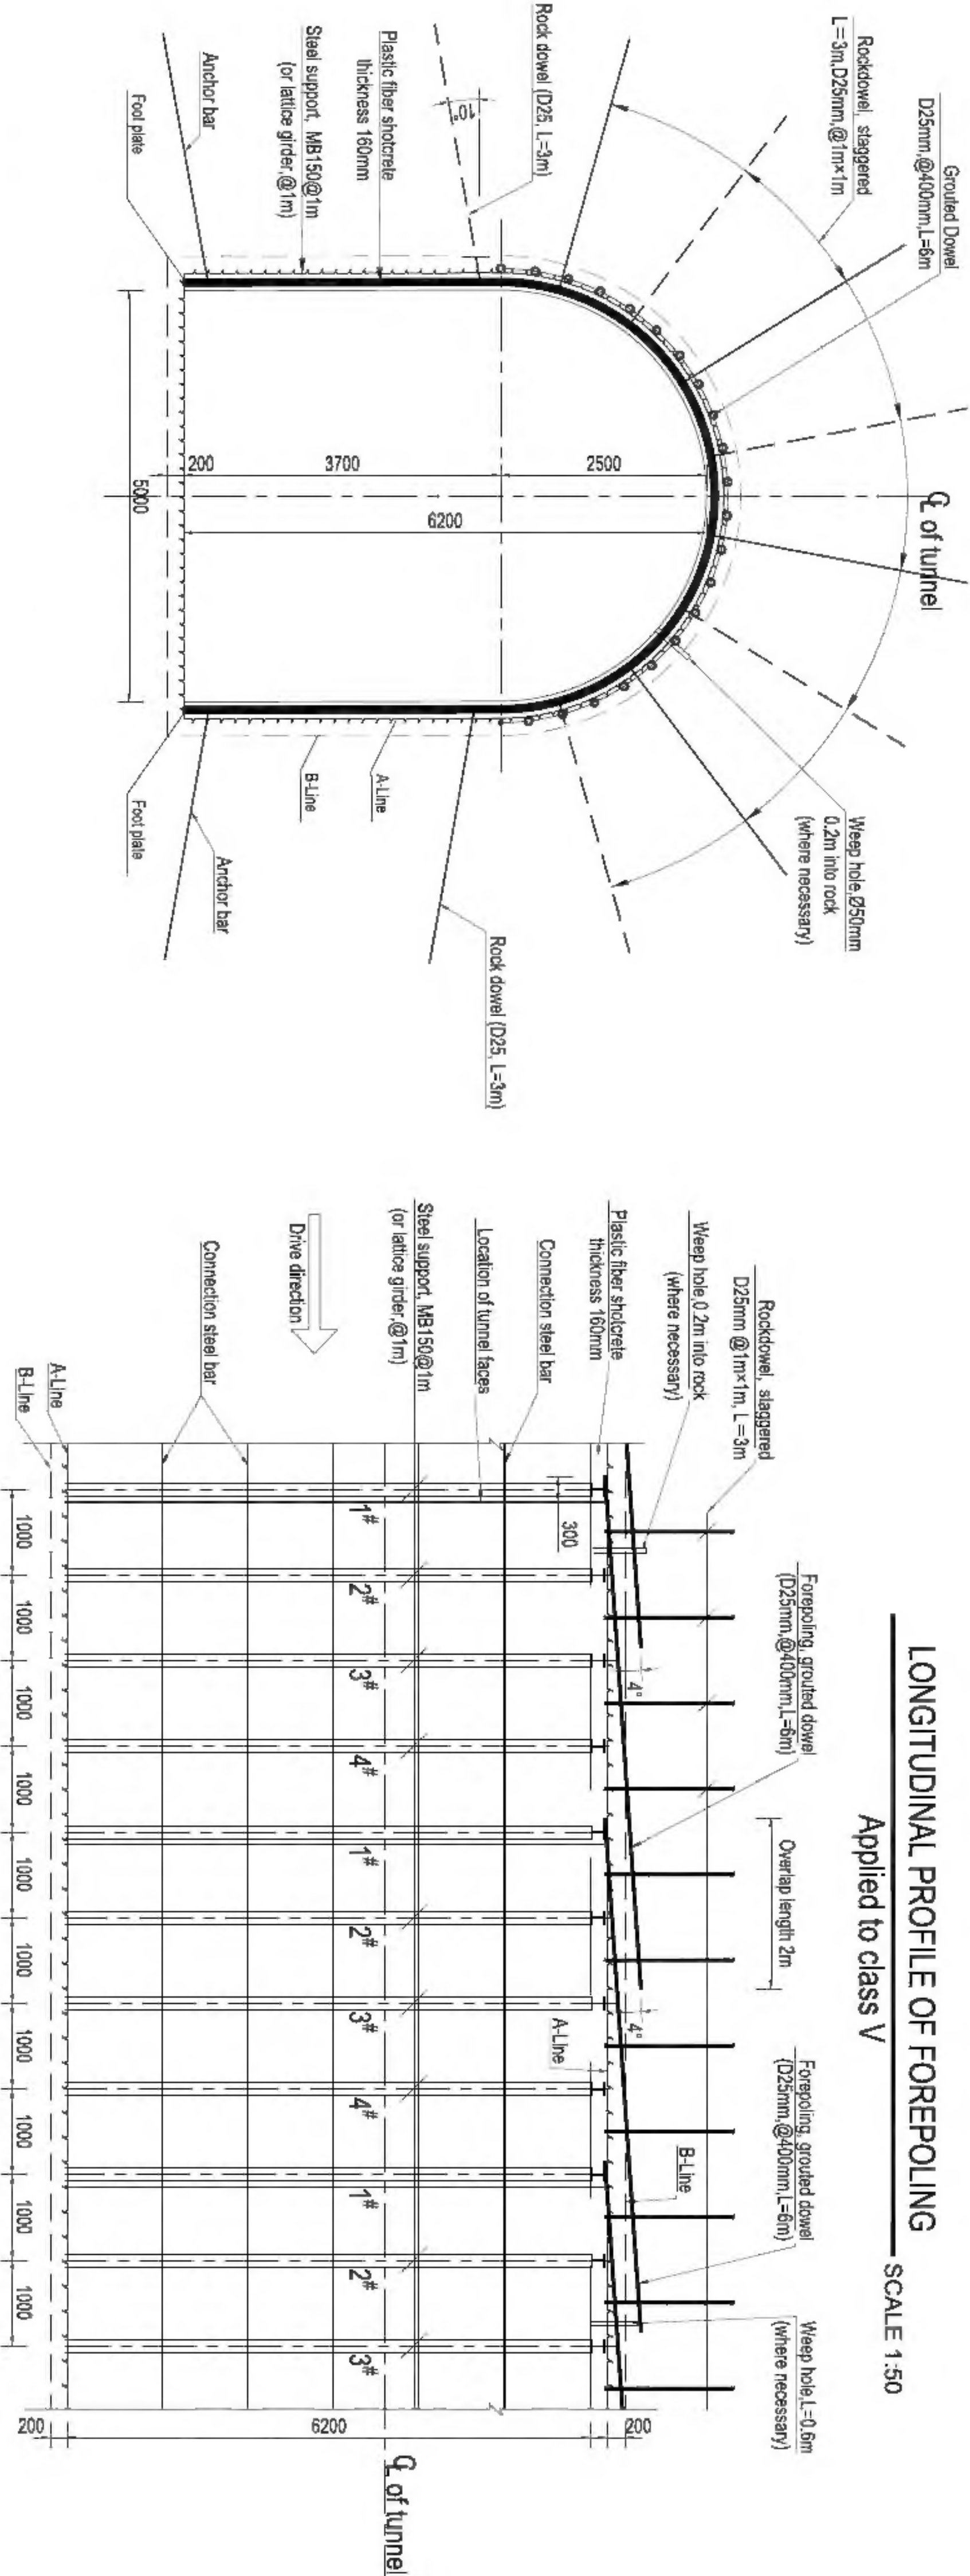 Grouted Dowel
D25mm,@400mm,L=6m
Rockdowel, staggered
L=3m,D25mm,@1m×1m
Rock dowel (D25, L=3m)
10°
Plastic fiber shotcrete
thickness 160mm
Steel support, MB150@1m
(or lattice girder,@1m)
Anchor bar
Foot plate
℄ of tunnel
2500
3700
200
6200
5000
Weep hole,Ø50mm
0.2m into rock
(where necessary)
Rock dowel (D25, L=3m)
A-Line
B-Line
Anchor bar
Foot plate
LONGITUDINAL PROFILE OF FOREPOLING
SCALE 1:50
Applied to class V
Rockdowel, staggered
D25mm @1m×1m, L=3m
Weep hole,0.2m into rock
(where necessary)
Plastic fiber shotcrete
thickness 160mm
Connection steel bar
Location of tunnel faces
Steel support, MB150@1m
(or lattice girder,@1m)
Drive direction
Connection steel bar
A-Line
B-Line
Forepoling, grouted dowel
(D25mm,@400mm,L=6m)
Overlap length 2m
Forepoling, grouted dowel
(D25mm,@400mm,L=6m)
Weep hole,L=0.6m
(where necessary)
4°
4°
B-Line
A-Line
300
1#
2#
3#
4#
1#
2#
3#
4#
1#
2#
3#
200
6200
200
℄ of tunnel
1000
1000
1000
1000
1000
1000
1000
1000
1000
1000